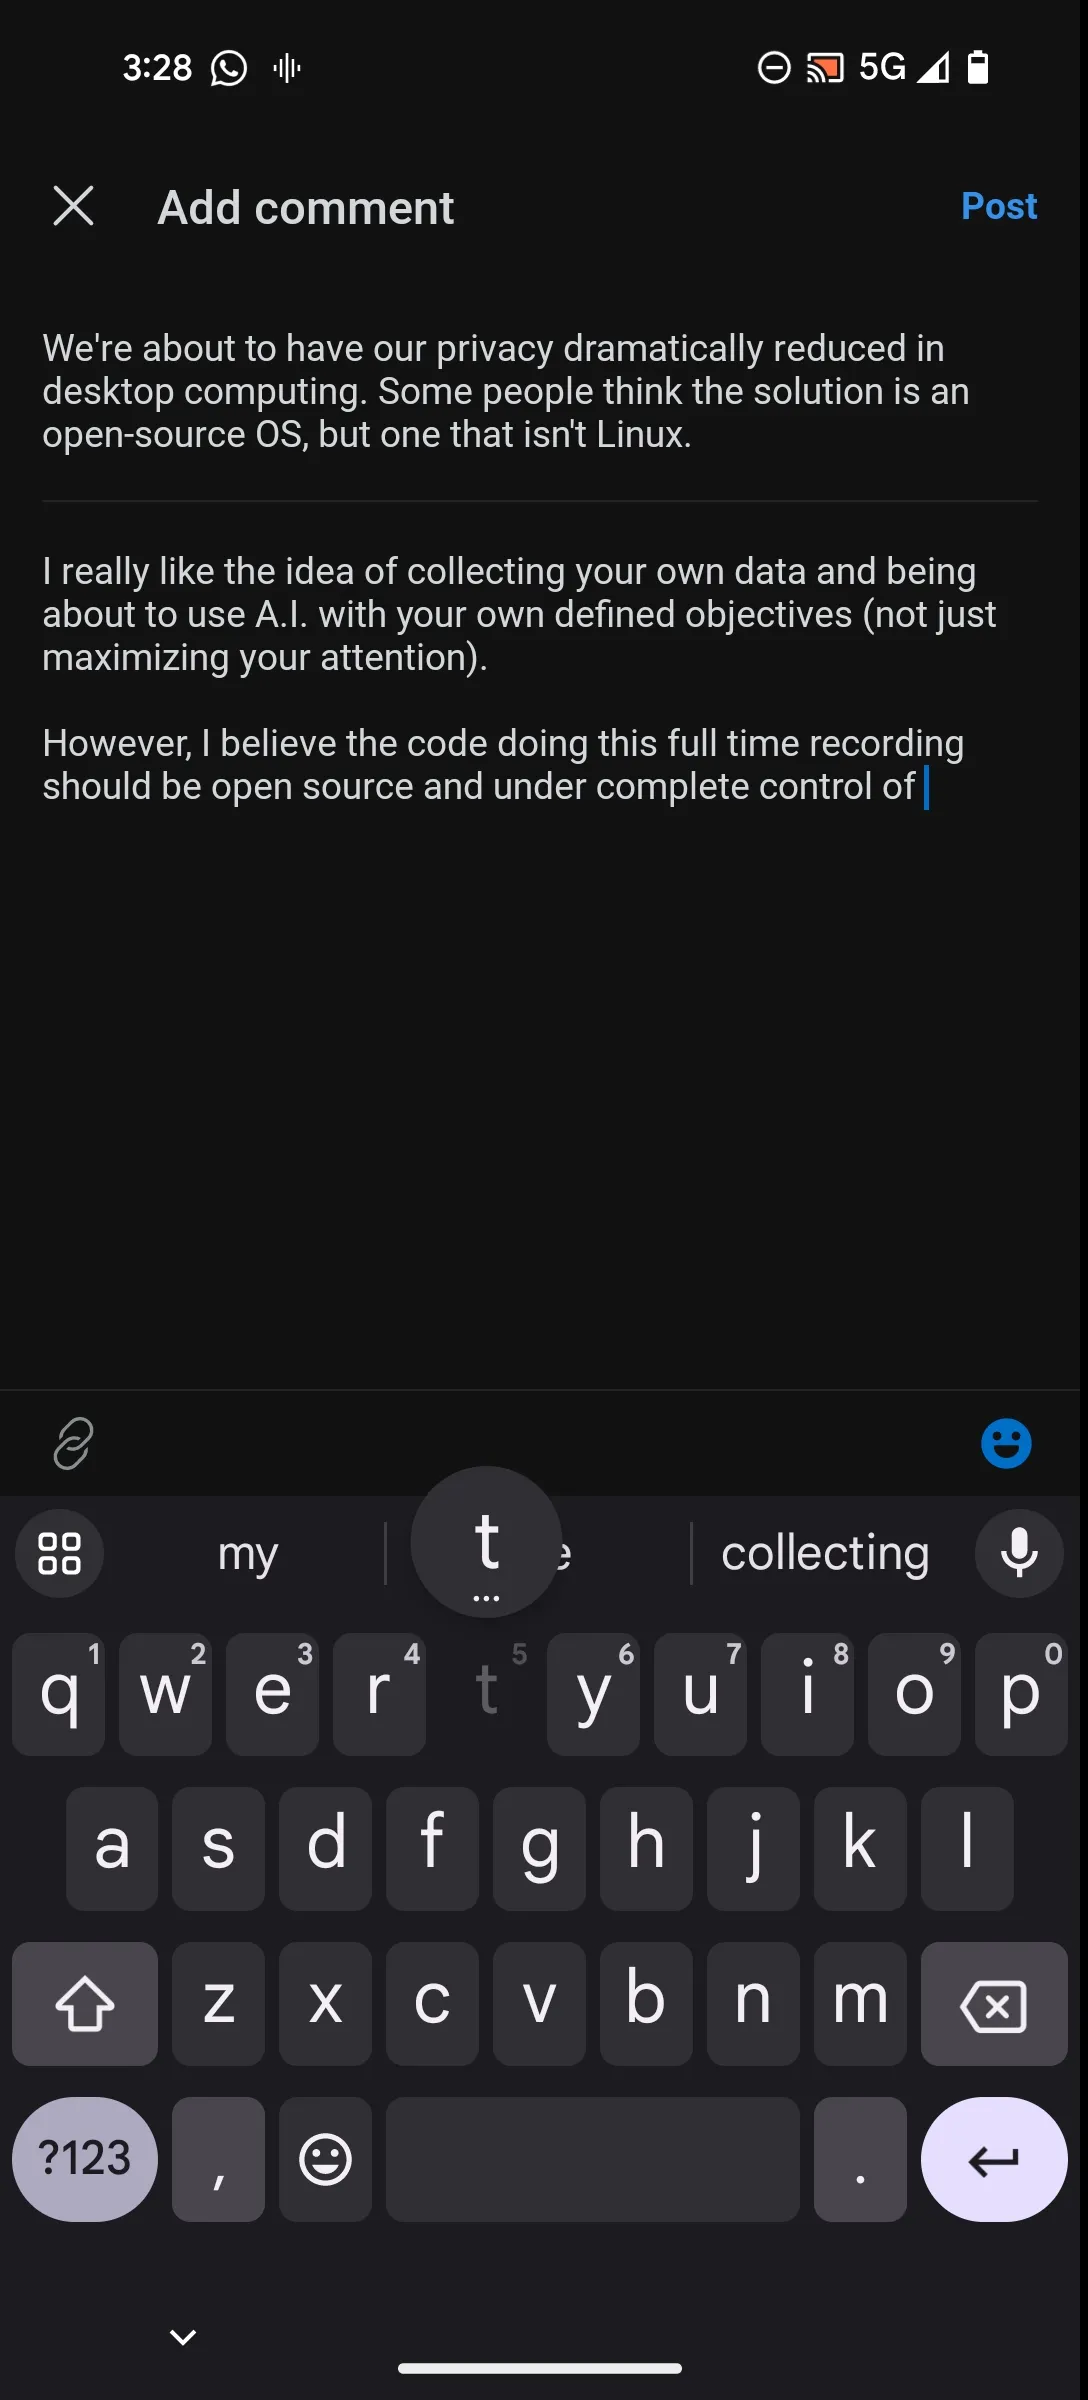 3:28 5G
Add comment Post
We're about to have our privacy dramatically reduced in
desktop computing. Some people think the solution is an
open-source OS, but one that isn't Linux.
I really like the idea of collecting your own data and being
about to use A.I. with your own defined objectives (not just
maximizing your attention).
However, I believe the code doing this full time recording
should be open source and under complete control of
my t e collecting
...
1 2 3 4 5 6 7 8 9 0
q w e r t y u i o p
a s d f g h j k l
z x c v b n m
?123 , .